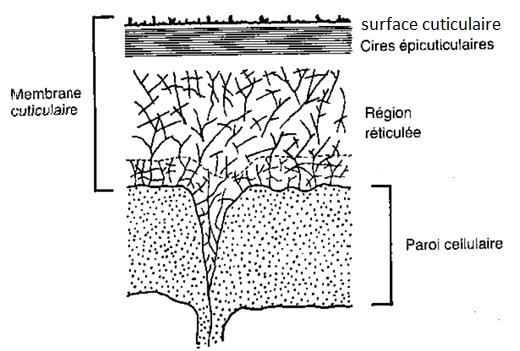 surface cuticulaire
Cires épicuticulaires
Membrane
cuticulaire
Région
réticulée
Paroi cellulaire